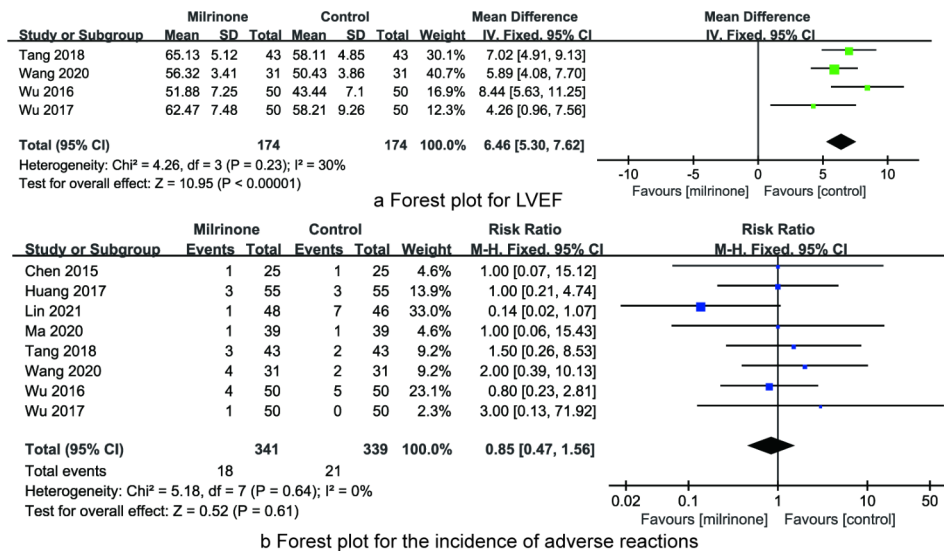 Milrinone Control Mean Difference Mean Difference
Study or Subgroup Mean SD Total Mean SD Total Weight IV. Fixed. 95% CI IV. Fixed. 95% CI
Tang 2018 65.13 5.12 43 58.11 4.85 43 30.1% 7.02 [4.91, 9.13]
Wang 2020 56.32 3.41 31 50.43 3.86 31 40.7% 5.89 [4.08, 7.70]
Wu 2016 51.88 7.25 50 43.44 7.1 50 16.9% 8.44 [5.63, 11.25]
Wu 2017 62.47 7.48 50 58.21 9.26 50 12.3% 4.26 [0.96, 7.56]
Total (95% CI) 174 174 100.0% 6.46 [5.30, 7.62]
Heterogeneity: Chi² = 4.26, df = 3 (P = 0.23); I² = 30%
Test for overall effect: Z = 10.95 (P < 0.00001)
-10 -5 0 5 10
Favours [milrinone] Favours [control]
a Forest plot for LVEF
Milrinone Control Risk Ratio Risk Ratio
Study or Subgroup Events Total Events Total Weight M-H. Fixed. 95% CI M-H. Fixed. 95% CI
Chen 2015 1 25 1 25 4.6% 1.00 [0.07, 15.12]
Huang 2017 3 55 3 55 13.9% 1.00 [0.21, 4.74]
Lin 2021 1 48 7 46 33.0% 0.14 [0.02, 1.07]
Ma 2020 1 39 1 39 4.6% 1.00 [0.06, 15.43]
Tang 2018 3 43 2 43 9.2% 1.50 [0.26, 8.53]
Wang 2020 4 31 2 31 9.2% 2.00 [0.39, 10.13]
Wu 2016 4 50 5 50 23.1% 0.80 [0.23, 2.81]
Wu 2017 1 50 0 50 2.3% 3.00 [0.13, 71.92]
Total (95% CI) 341 339 100.0% 0.85 [0.47, 1.56]
Total events 18 21
Heterogeneity: Chi² = 5.18, df = 7 (P = 0.64); I² = 0%
Test for overall effect: Z = 0.52 (P = 0.61)
0.02 0.1 1 10 50
Favours [milrinone] Favours [control]
b Forest plot for the incidence of adverse reactions